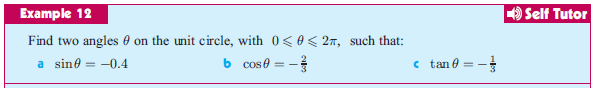 Example 12
Self Tutor
Find two angles θ on the unit circle, with 0 ⩽ θ ⩽ 2π, such that:
a sin θ = −0.4 b cos θ = −2/3 c tan θ = −1/3